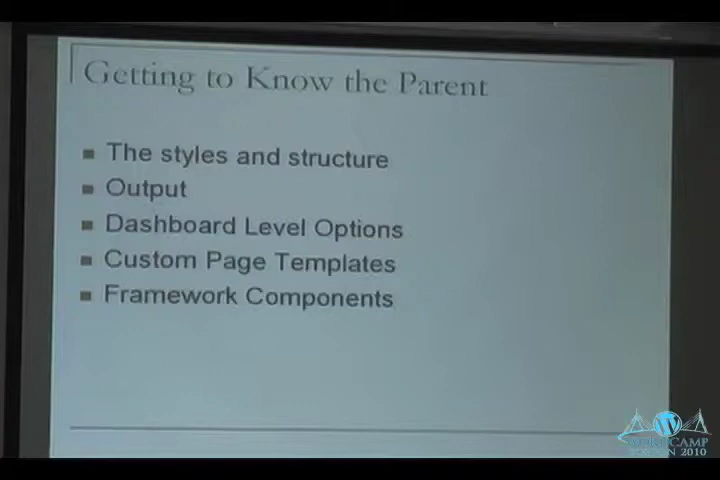 Getting to Know the Parent
The styles and structure
Output
Dashboard Level Options
Custom Page Templates
Framework Components
WORDCAMP
2010